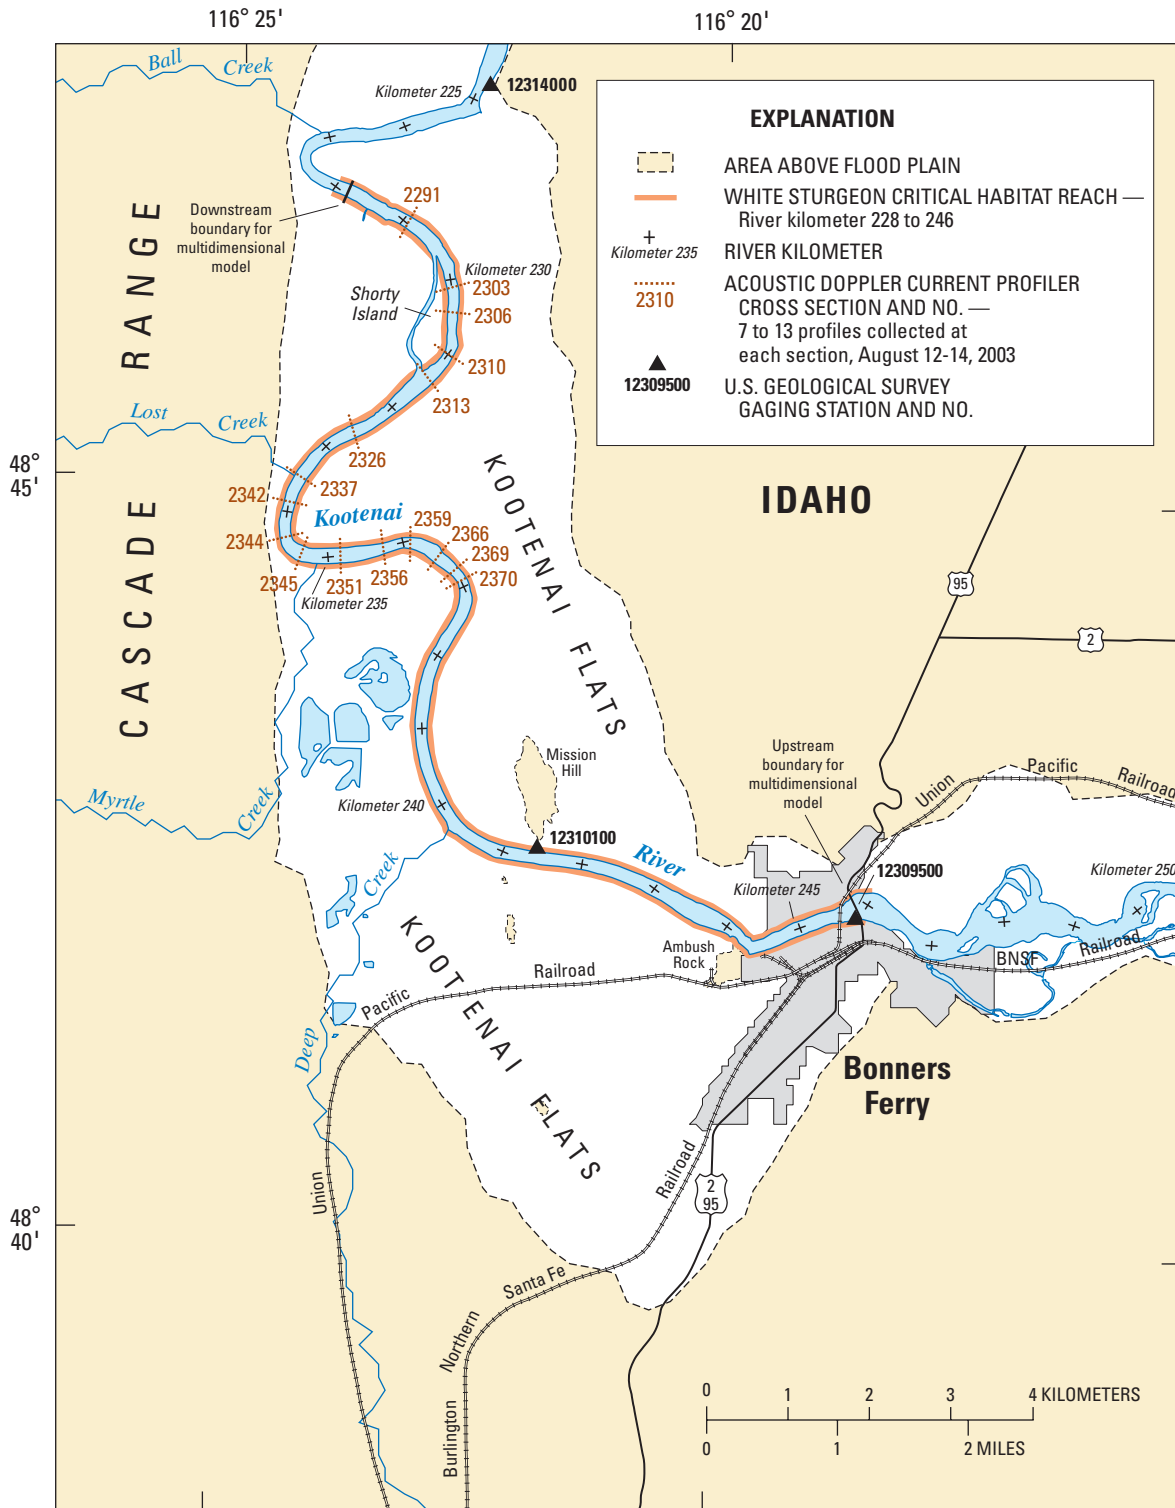 116° 25'
116° 20'
Ball
Creek
Kilometer 225
12314000
EXPLANATION
AREA ABOVE FLOOD PLAIN
WHITE STURGEON CRITICAL HABITAT REACH —
River kilometer 228 to 246
Kilometer 235
RIVER KILOMETER
2310
ACOUSTIC DOPPLER CURRENT PROFILER
CROSS SECTION AND NO. —
7 to 13 profiles collected at
each section, August 12-14, 2003
12309500
U.S. GEOLOGICAL SURVEY
GAGING STATION AND NO.
Downstream
boundary for
multidimensional
model
2291
Kilometer 230
2303
2306
Shorty
Island
2310
2313
Lost
Creek
2326
2337
2342
2344
2345
2351
2356
2359
2366
2369
2370
Kootenai
Kilometer 235
48°
45'
CASCADE RANGE
KOOTENAI FLATS
IDAHO
95
2
Mission
Hill
Upstream
boundary for
multidimensional
model
Union
Pacific
Railroad
Myrtle
Creek
Kilometer 240
12310100
River
Kilometer 245
12309500
Kilometer 250
Creek
Deep
KOOTENAI FLATS
Ambush
Rock
Pacific
Railroad
BNSF
Railroad
Bonners
Ferry
Union
Railroad
2
95
48°
40'
Santa Fe
Northern
Burlington
0
1
2
3
4 KILOMETERS
0
1
2 MILES